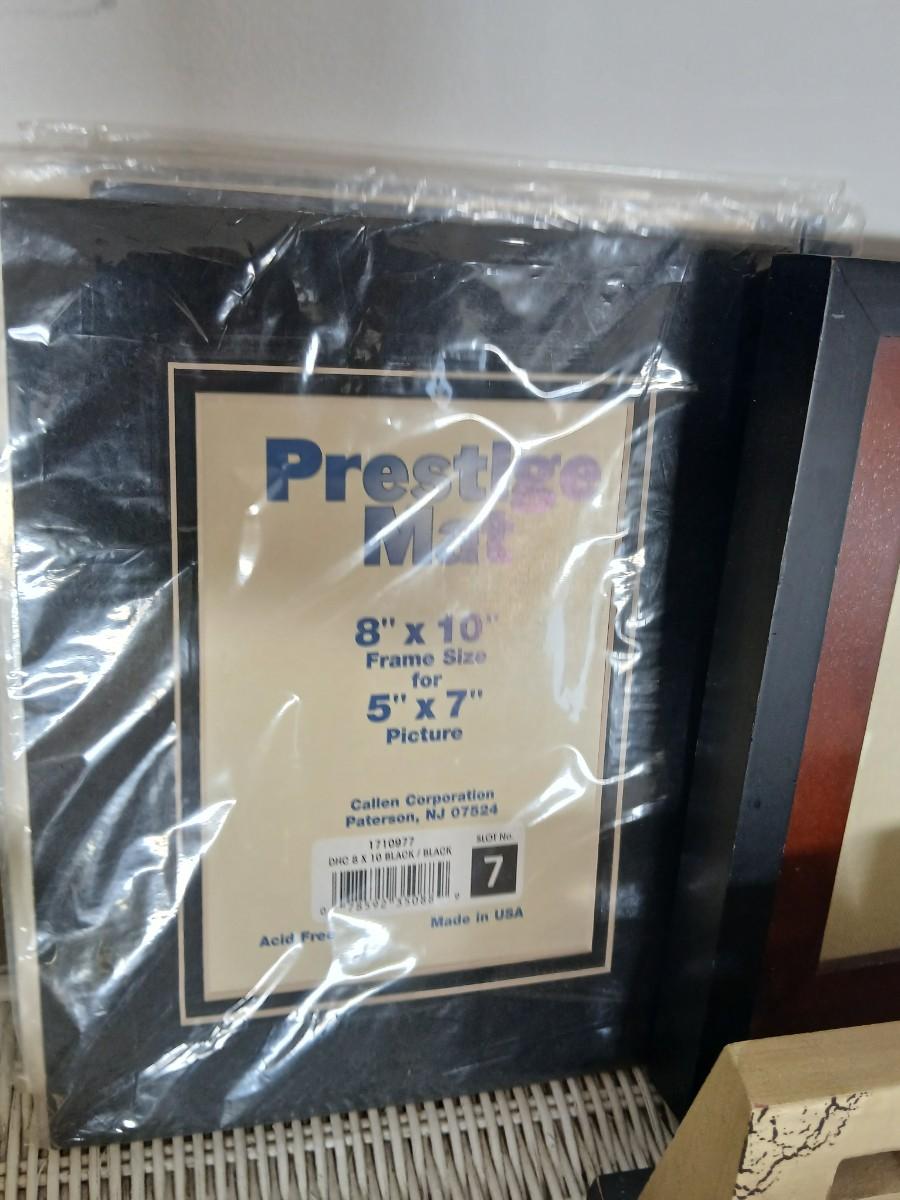 Prestige
Mat
8" x 10"
Frame Size
for
5" x 7"
Picture
Callen Corporation
Paterson, NJ 07524
1710977
DHC 8 X 10 BLACK / BLACK
SLOT No.
7
Made in USA
Acid Free